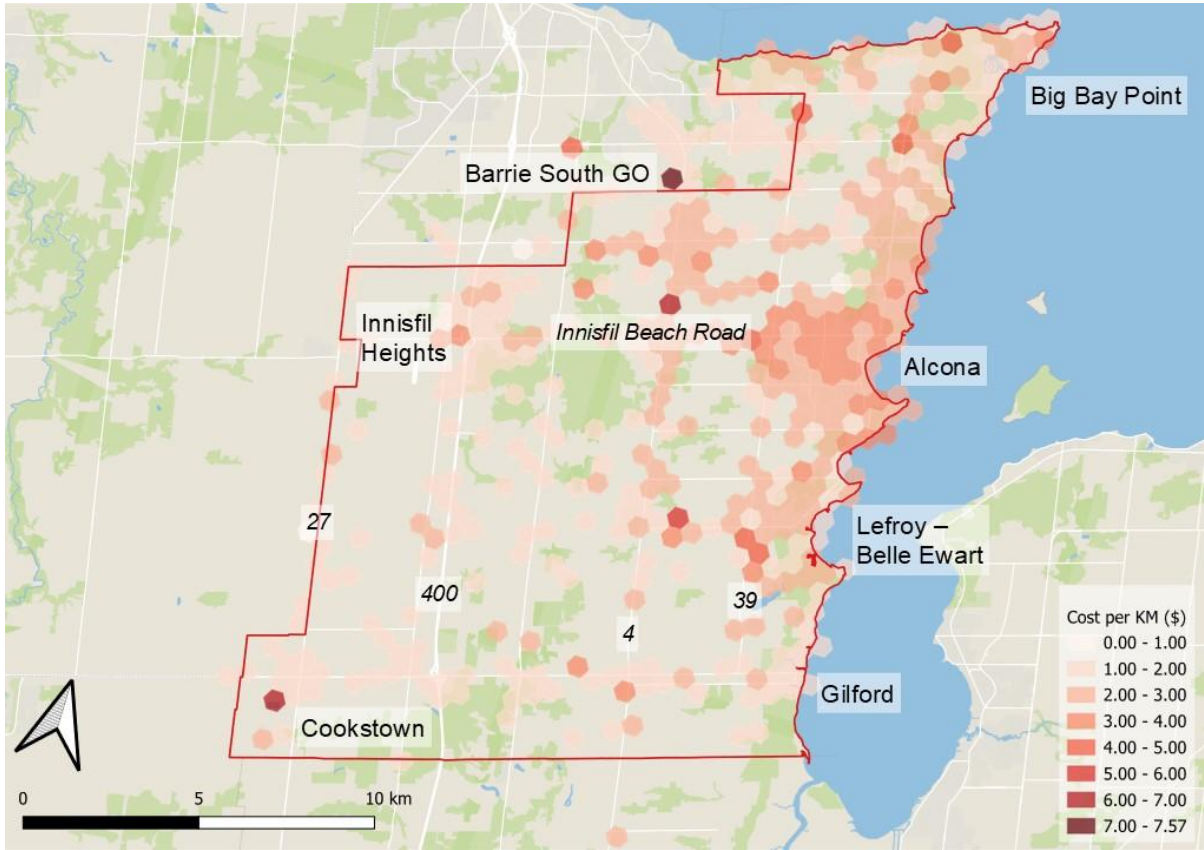 Big Bay Point
Barrie South GO
Innisfil
Heights
Innisfil Beach Road
Alcona
27
Lefroy –
Belle Ewart
400
39
4
Gilford
Cookstown
Cost per KM ($)
0.00 - 1.00
1.00 - 2.00
2.00 - 3.00
3.00 - 4.00
4.00 - 5.00
5.00 - 6.00
6.00 - 7.00
7.00 - 7.57
0
5
10 km